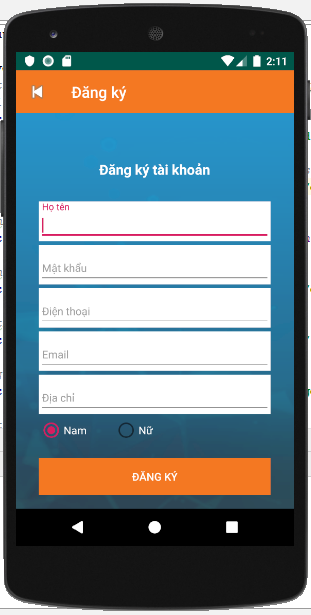 2:11
Đăng ký
Đăng ký tài khoản
Họ tên
Mật khẩu
Điện thoại
Email
Địa chỉ
Nam
Nữ
ĐĂNG KÝ